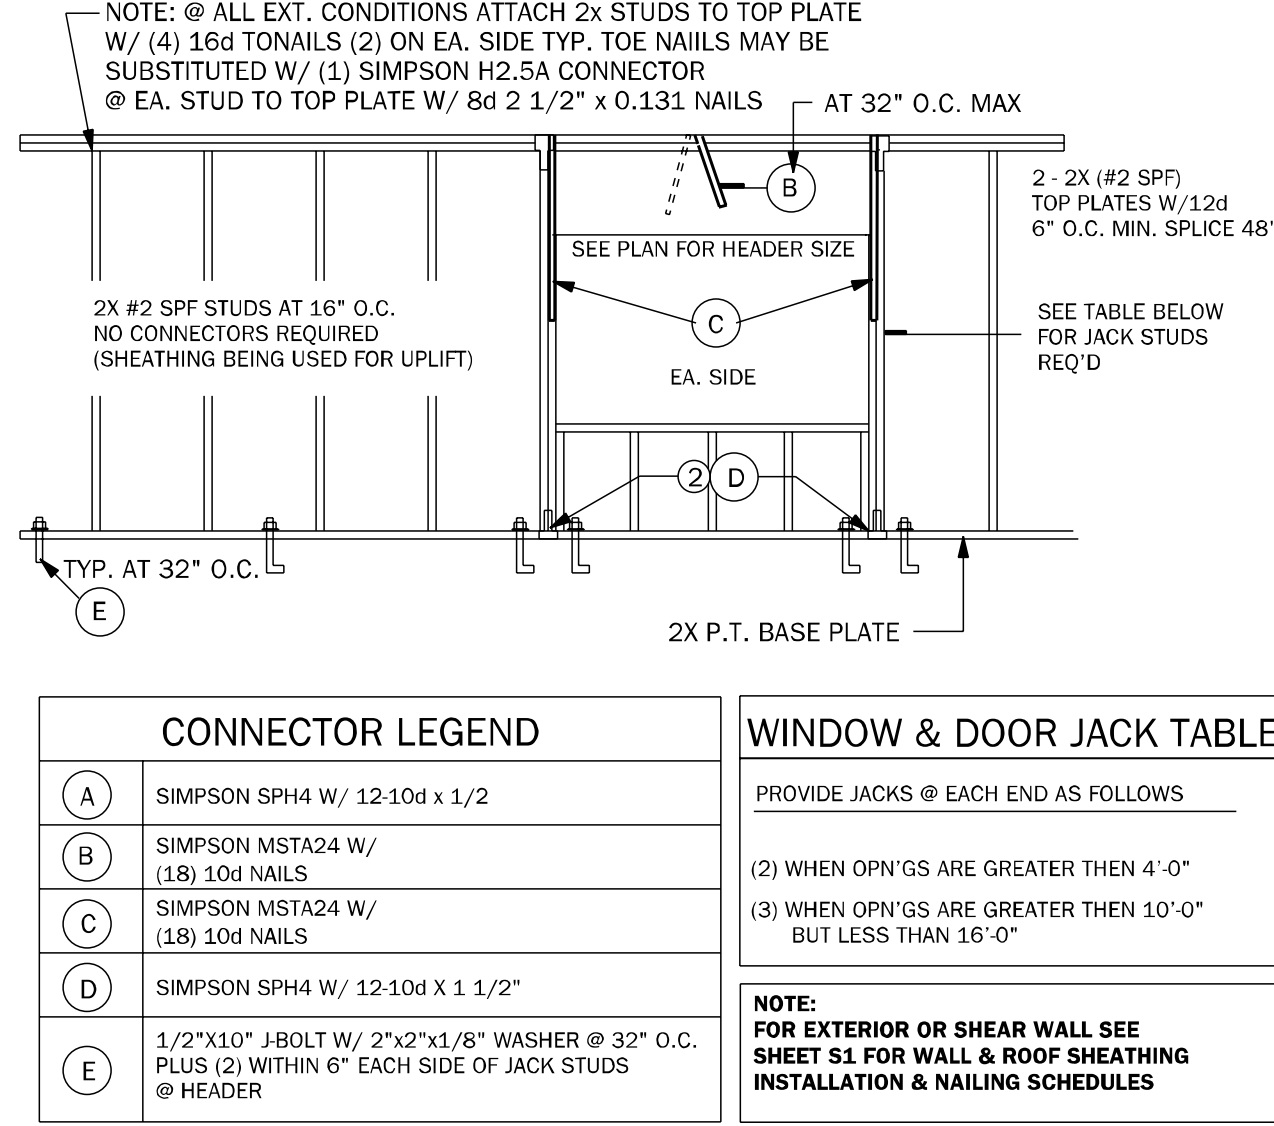 NOTE: @ ALL EXT. CONDITIONS ATTACH 2x STUDS TO TOP PLATE
W/ (4) 16d TONAILS (2) ON EA. SIDE TYP. TOE NAIILS MAY BE
SUBSTITUTED W/ (1) SIMPSON H2.5A CONNECTOR
@ EA. STUD TO TOP PLATE W/ 8d 2 1/2" x 0.131 NAILS
AT 32" O.C. MAX
B
2 - 2X (#2 SPF)
TOP PLATES W/12d
6" O.C. MIN. SPLICE 48'
SEE PLAN FOR HEADER SIZE
2X #2 SPF STUDS AT 16" O.C.
NO CONNECTORS REQUIRED
(SHEATHING BEING USED FOR UPLIFT)
C
EA. SIDE
SEE TABLE BELOW
FOR JACK STUDS
REQ'D
2 D
TYP. AT 32" O.C.
E
2X P.T. BASE PLATE
CONNECTOR LEGEND
A SIMPSON SPH4 W/ 12-10d x 1/2
B SIMPSON MSTA24 W/
(18) 10d NAILS
C SIMPSON MSTA24 W/
(18) 10d NAILS
D SIMPSON SPH4 W/ 12-10d X 1 1/2"
E 1/2"X10" J-BOLT W/ 2"x2"x1/8" WASHER @ 32" O.C.
PLUS (2) WITHIN 6" EACH SIDE OF JACK STUDS
@ HEADER
WINDOW & DOOR JACK TABLE
PROVIDE JACKS @ EACH END AS FOLLOWS
(2) WHEN OPN'GS ARE GREATER THEN 4'-0"
(3) WHEN OPN'GS ARE GREATER THEN 10'-0"
BUT LESS THAN 16'-0"
NOTE:
FOR EXTERIOR OR SHEAR WALL SEE
SHEET S1 FOR WALL & ROOF SHEATHING
INSTALLATION & NAILING SCHEDULES